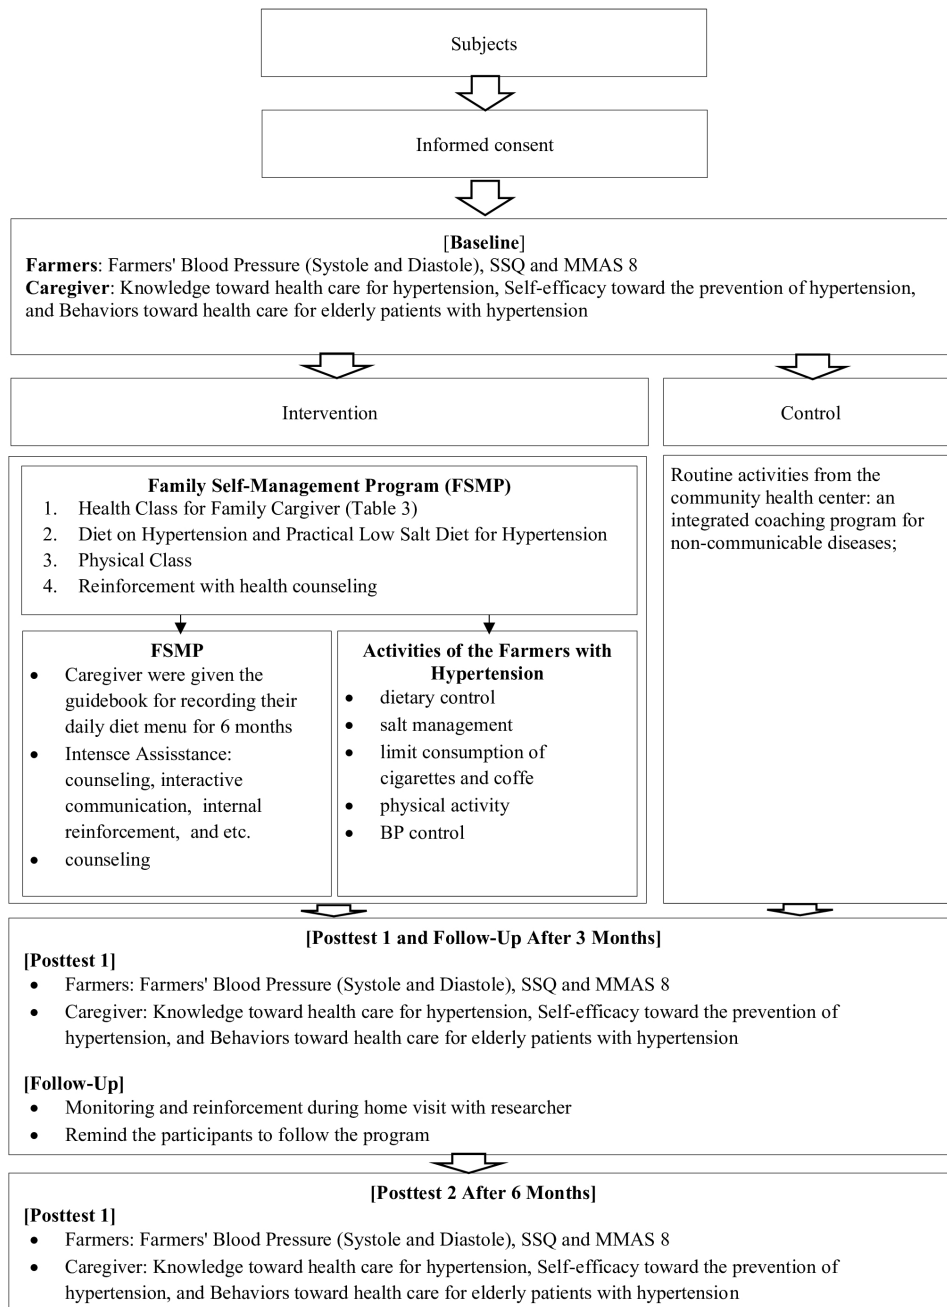 Subjects
Informed consent
[Baseline]
Farmers: Farmers' Blood Pressure (Systole and Diastole), SSQ and MMAS 8
Caregiver: Knowledge toward health care for hypertension, Self-efficacy toward the prevention of hypertension,
and Behaviors toward health care for elderly patients with hypertension
Intervention
Control
Family Self-Management Program (FSMP)
1. Health Class for Family Cargiver (Table 3)
2. Diet on Hypertension and Practical Low Salt Diet for Hypertension
3. Physical Class
4. Reinforcement with health counseling
FSMP
• Caregiver were given the
guidebook for recording their
daily diet menu for 6 months
• Intensce Assisstance:
counseling, interactive
communication, internal
reinforcement, and etc.
• counseling
Activities of the Farmers with
Hypertension
• dietary control
• salt management
• limit consumption of
cigarettes and coffe
• physical activity
• BP control
Routine activities from the
community health center: an
integrated coaching program for
non-communicable diseases;
[Posttest 1 and Follow-Up After 3 Months]
[Posttest 1]
• Farmers: Farmers' Blood Pressure (Systole and Diastole), SSQ and MMAS 8
• Caregiver: Knowledge toward health care for hypertension, Self-efficacy toward the prevention of
hypertension, and Behaviors toward health care for elderly patients with hypertension
[Follow-Up]
• Monitoring and reinforcement during home visit with researcher
• Remind the participants to follow the program
[Posttest 2 After 6 Months]
[Posttest 1]
• Farmers: Farmers' Blood Pressure (Systole and Diastole), SSQ and MMAS 8
• Caregiver: Knowledge toward health care for hypertension, Self-efficacy toward the prevention of
hypertension, and Behaviors toward health care for elderly patients with hypertension